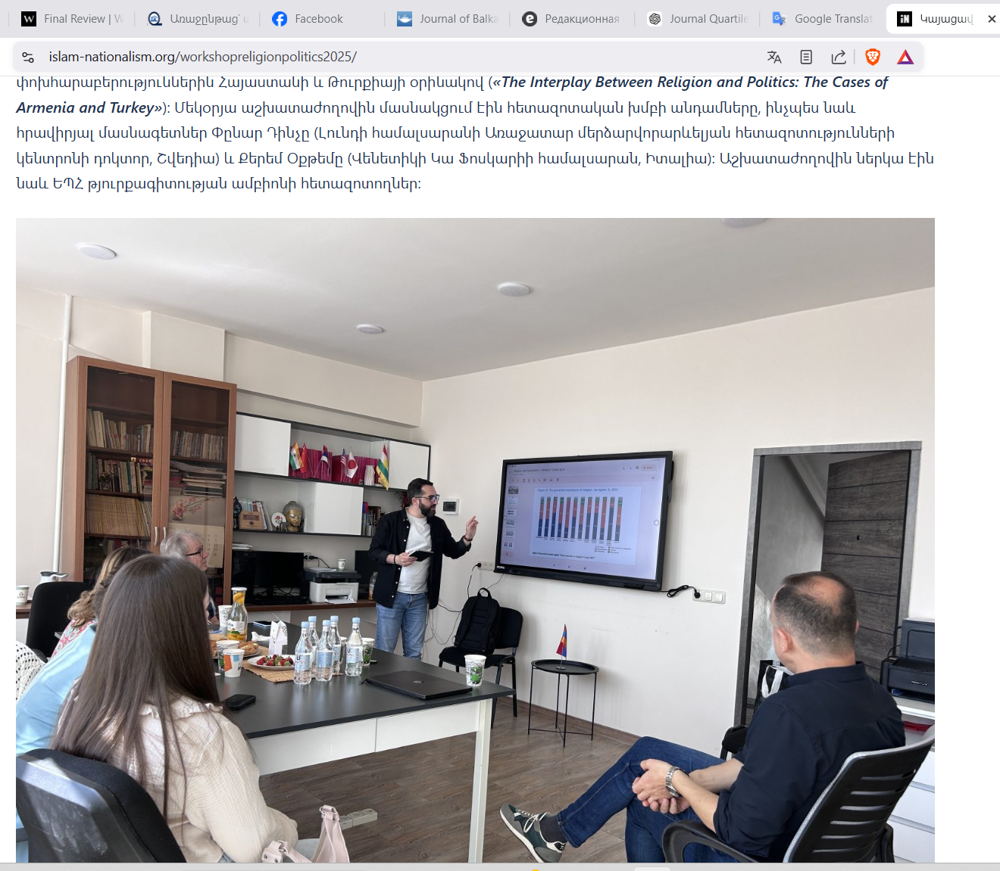 Final Review | W
Առաջընթաց՝ ա
Facebook
Journal of Balka
Редакционная
Journal Quartile
Google Translat
Կայացավ
islam-nationalism.org/workshopreligionpolitics2025/
փոխհարաբերություններին Հայաստանի և Թուրքիայի օրինակով («The Interplay Between Religion and Politics: The Cases of
Armenia and Turkey»): Մեկօրյա աշխատաժողովին մասնակցում էին հետազոտական խմբի անդամները, ինչպես նաև
հրավիրյալ մասնագետներ Փընար Դինչը (Լունդի համալսարանի Առաջատար մերձարվորարևելյան հետազոտությունների
կենտրոնի դոկտոր, Շվեդիա) և Քերեմ Օքթեմը (Վենետիկի Կա Ֆոսկարիի համալսարան, Իտալիա): Աշխատաժողովին ներկա էին
նաև ԵՊՀ թյուրքագիտության ամբիոնի հետազոտողներ: